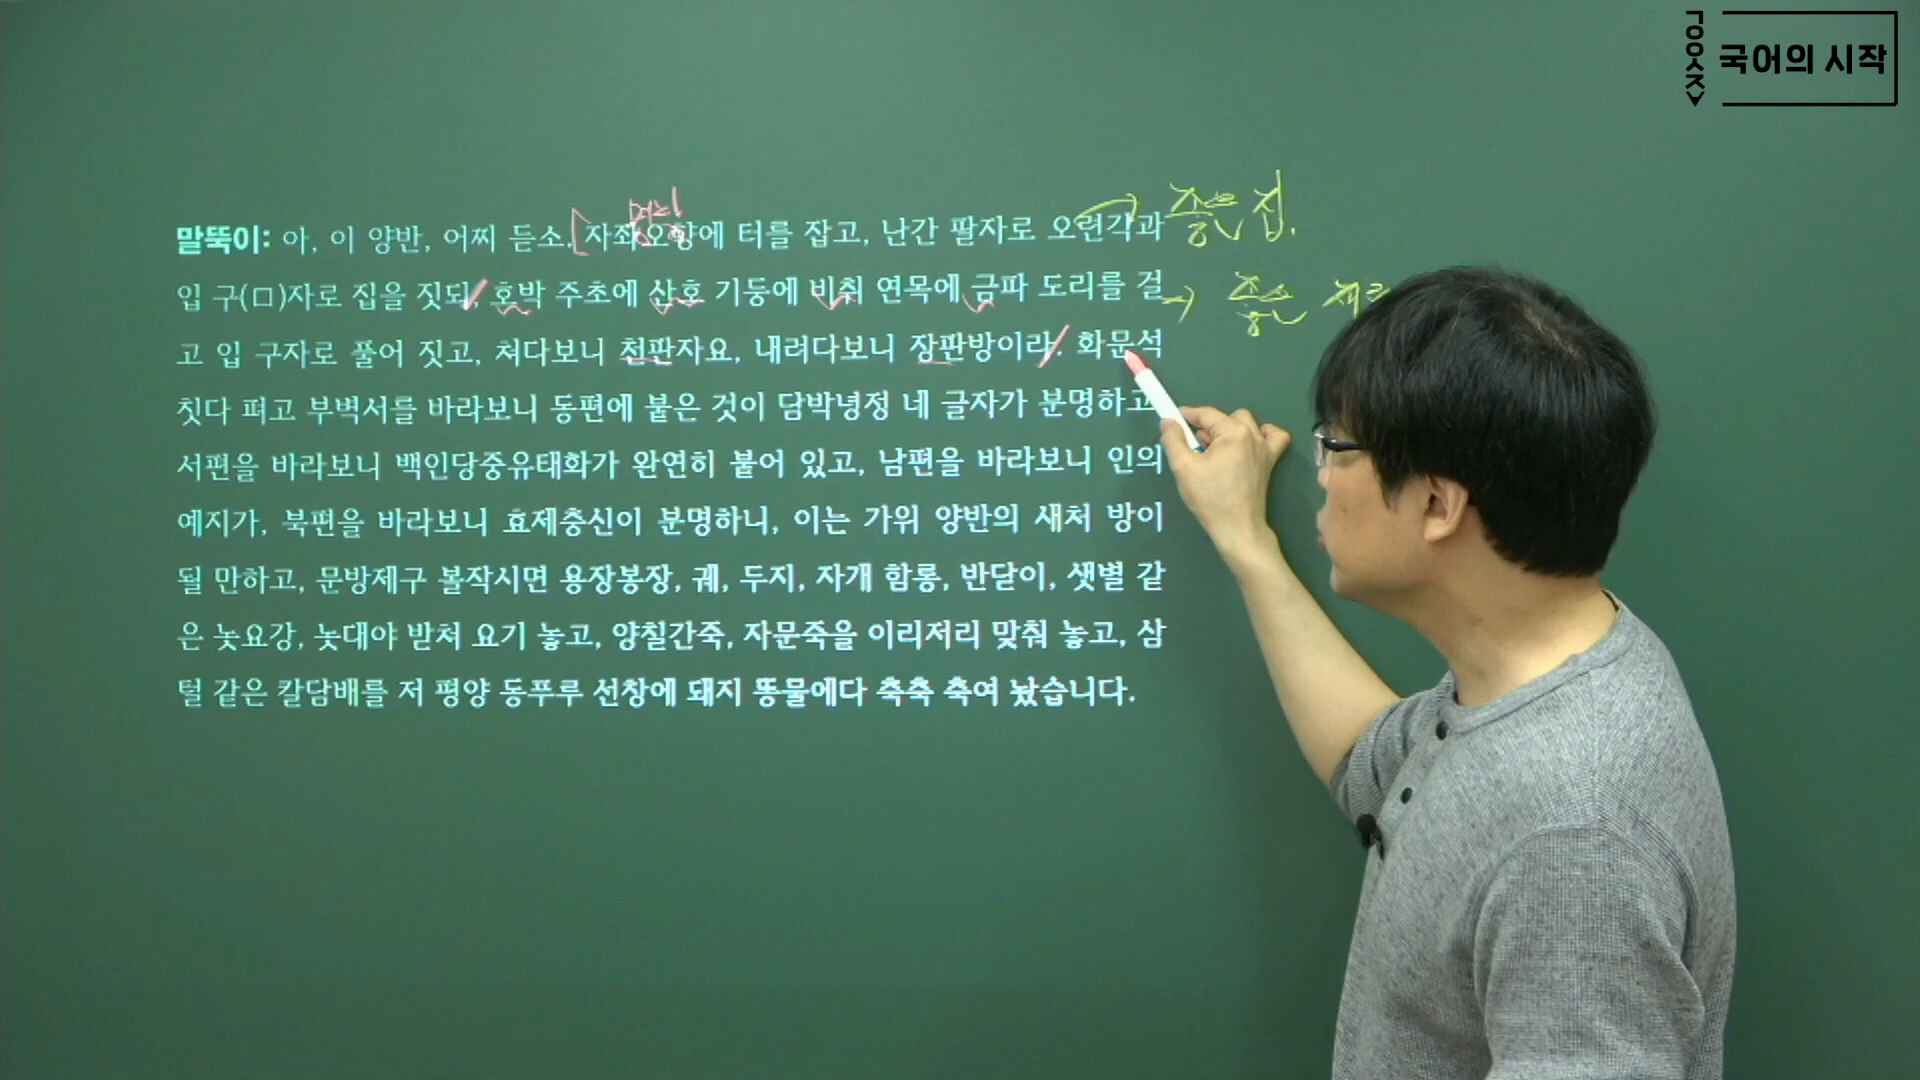 국어의 시작
명당
말뚝이: 아, 이 양반, 어찌 듣소. 자좌오향에 터를 잡고, 난간 팔자로 오련각과 → 좋은 집.
입 구(ㅁ)자로 집을 짓되, 호박 주초에 산호 기둥에 비취 연목에 금파 도리를 걸 → 좋은
고 입 구자로 풀어 짓고, 쳐다보니 천판자요, 내려다보니 장판방이라. 화문석
칫다 펴고 부벽서를 바라보니 동편에 붙은 것이 담박녕정 네 글자가 분명하고
서편을 바라보니 백인당중유태화가 완연히 붙어 있고, 남편을 바라보니 인의
예지가, 북편을 바라보니 효제충신이 분명하니, 이는 가위 양반의 새처 방이
될 만하고, 문방제구 볼작시면 용장봉장, 궤, 두지, 자개 함롱, 반닫이, 샛별 같
은 놋요강, 놋대야 받쳐 요기 놓고, 양칠간죽, 자문죽을 이리저리 맞춰 놓고, 삼
털 같은 칼담배를 저 평양 동푸루 선창에 돼지 똥물에다 축축 축여 놨습니다.